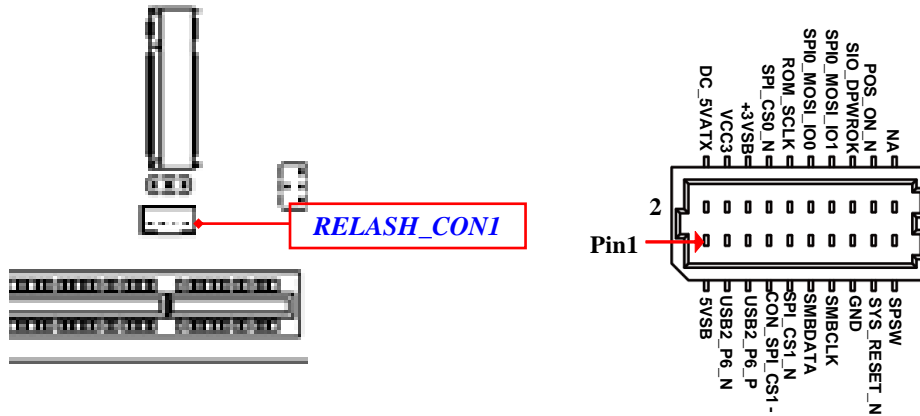 RELASH_CON1
DC_5VATX
VCC3
+3VSB
SPI_CS0_N
ROM_SCLK
SPI0_MOSI_IO0
SPI0_MOSI_IO1
SIO_DPWROK
POS_ON_N
NA
2
Pin1
5VSB
USB2_P6_N
USB2_P6_P
CON_SPI_CS1-
SPI_CS1_N
SMBDATA
SMBCLK
GND
SYS_RESET_N
SPSW